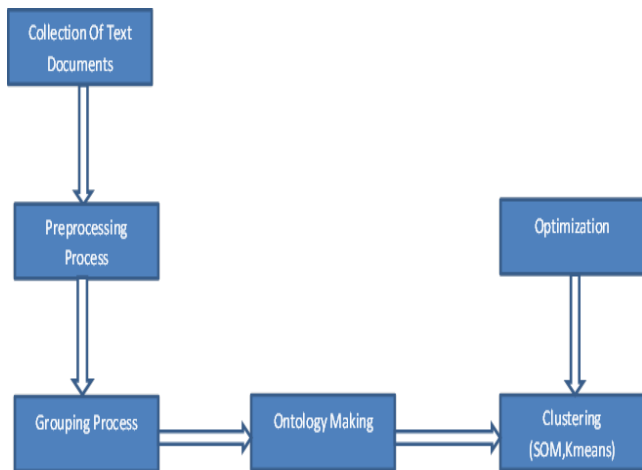 Collection Of Text
Documents
Preprocessing
Process
Optimization
Grouping Process
Ontology Making
Clustering
(SOM,Kmeans)